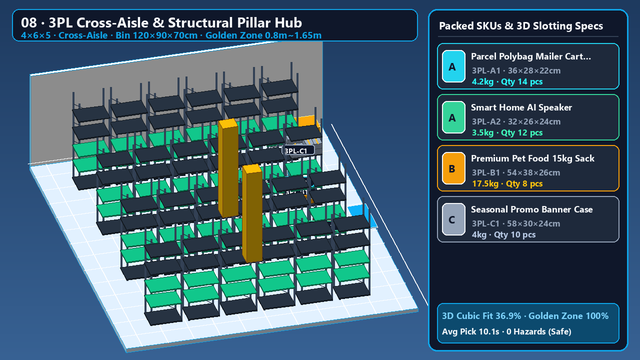 08 · 3PL Cross-Aisle & Structural Pillar Hub
4×6×5 · Cross-Aisle · Bin 120×90×70cm · Golden Zone 0.8m~1.65m
3PL-C1
Packed SKUs & 3D Slotting Specs
A
Parcel Polybag Mailer Cart...
3PL-A1 · 36×28×22cm
4.2kg · Qty 14 pcs
A
Smart Home AI Speaker
3PL-A2 · 32×26×24cm
3.5kg · Qty 12 pcs
B
Premium Pet Food 15kg Sack
3PL-B1 · 54×38×26cm
17.5kg · Qty 8 pcs
C
Seasonal Promo Banner Case
3PL-C1 · 58×30×24cm
4kg · Qty 10 pcs
3D Cubic Fit 36.9% · Golden Zone 100%
Avg Pick 10.1s · 0 Hazards (Safe)